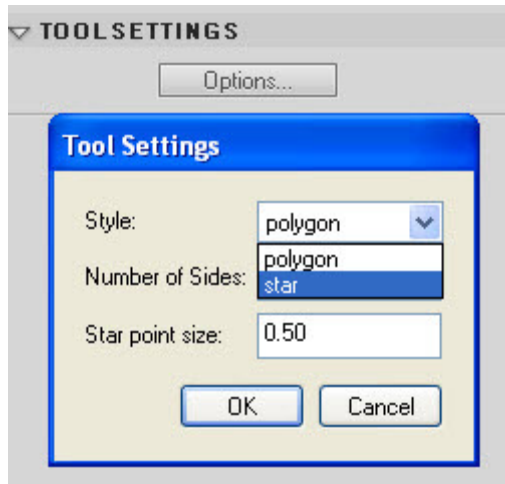 TOOL SETTINGS
Options...
Tool Settings
Style: polygon
polygon
Number of Sides: star
Star point size: 0.50
OK Cancel